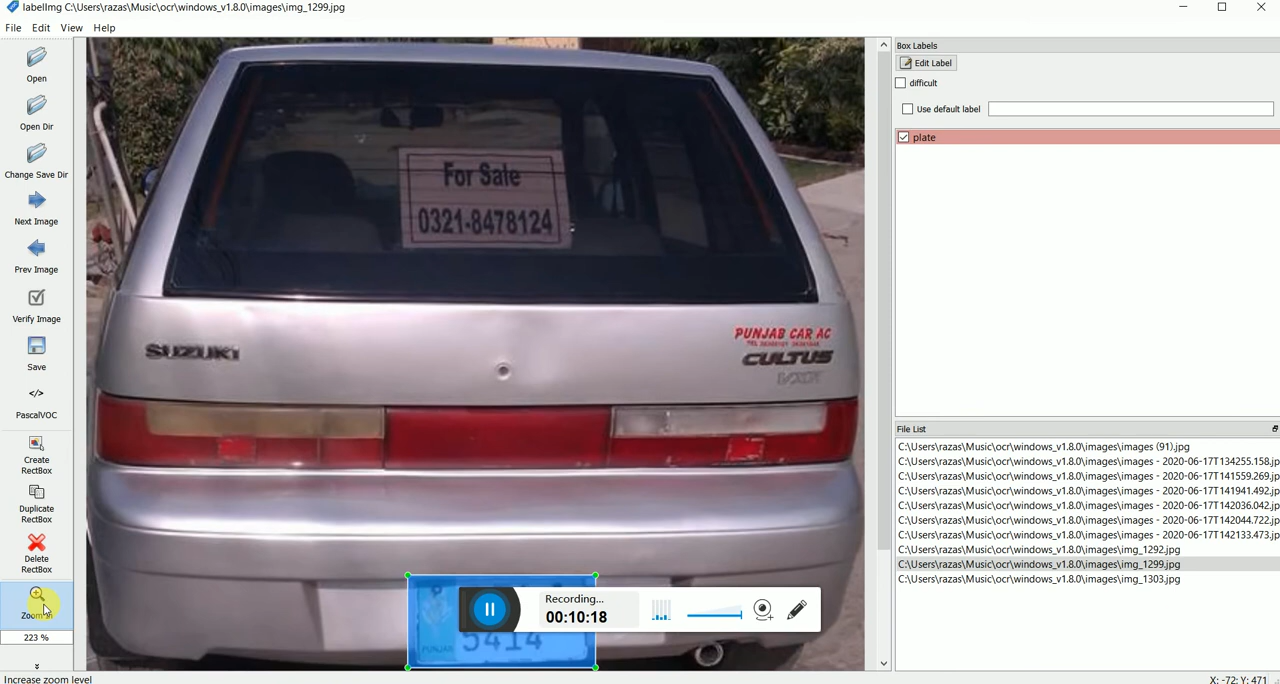 labelImg C:\Users\razas\Music\ocr\windows_v1.8.0\images\img_1299.jpg
File Edit View Help
Open
Open Dir
Change Save Dir
Next Image
Prev Image
Verify Image
Save
</>
PascalVOC
Create
RectBox
Duplicate
RectBox
Delete
RectBox
Zoom In
223 %
For Sale
0321-8478124
SUZUKI
PUNJAB CAR AC
CULTUS
PUNJAB
5414
Recording...
00:10:18
Box Labels
Edit Label
difficult
Use default label
plate
File List
C:\Users\razas\Music\ocr\windows_v1.8.0\images\images (91).jpg
C:\Users\razas\Music\ocr\windows_v1.8.0\images\images - 2020-06-17T134255.158.jp
C:\Users\razas\Music\ocr\windows_v1.8.0\images\images - 2020-06-17T141559.269.jp
C:\Users\razas\Music\ocr\windows_v1.8.0\images\images - 2020-06-17T141941.492.jp
C:\Users\razas\Music\ocr\windows_v1.8.0\images\images - 2020-06-17T142036.042.jp
C:\Users\razas\Music\ocr\windows_v1.8.0\images\images - 2020-06-17T142044.722.jp
C:\Users\razas\Music\ocr\windows_v1.8.0\images\images - 2020-06-17T142133.473.jp
C:\Users\razas\Music\ocr\windows_v1.8.0\images\img_1292.jpg
C:\Users\razas\Music\ocr\windows_v1.8.0\images\img_1299.jpg
C:\Users\razas\Music\ocr\windows_v1.8.0\images\img_1303.jpg
Increase zoom level
X: -72; Y: 471